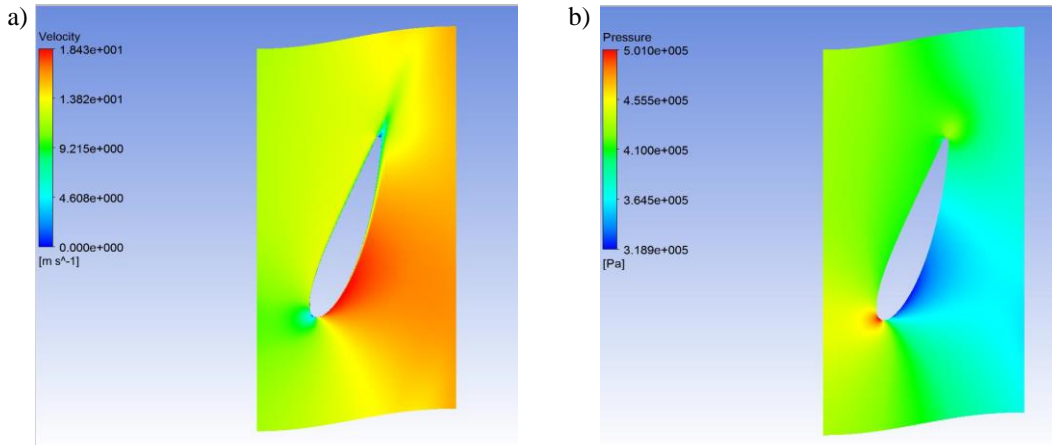 a)
Velocity
1.843e+001
1.382e+001
9.215e+000
4.608e+000
0.000e+000
[m s^-1]
b)
Pressure
5.010e+005
4.555e+005
4.100e+005
3.645e+005
3.189e+005
[Pa]